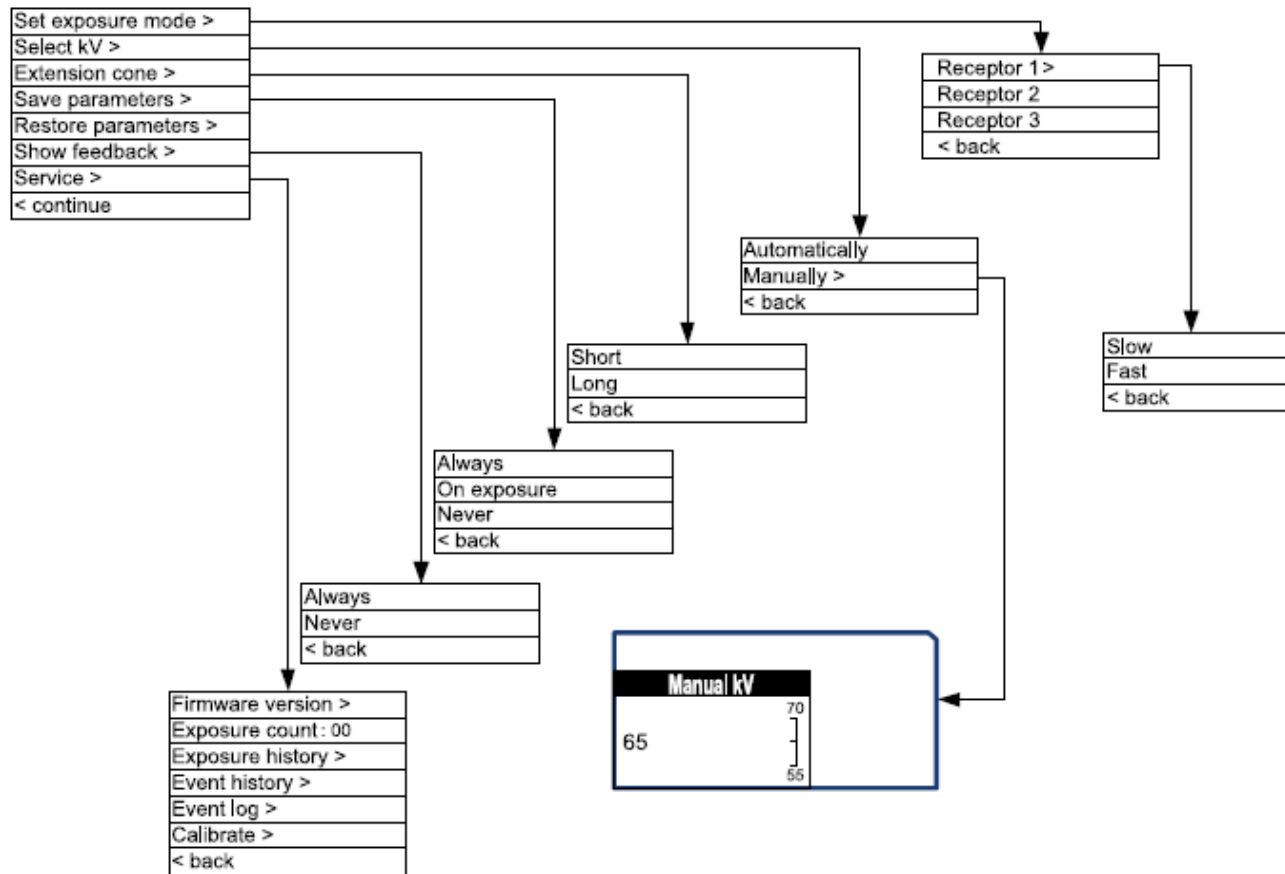 Set exposure mode >
Select kV >
Extension cone >
Save parameters >
Restore parameters >
Show feedback >
Service >
< continue
Receptor 1 >
Receptor 2
Receptor 3
< back
Automatically
Manually >
< back
Slow
Fast
< back
Short
Long
< back
Always
On exposure
Never
< back
Always
Never
< back
Manual kV
70
65
55
Firmware version >
Exposure count: 00
Exposure history >
Event history >
Event log >
Calibrate >
< back